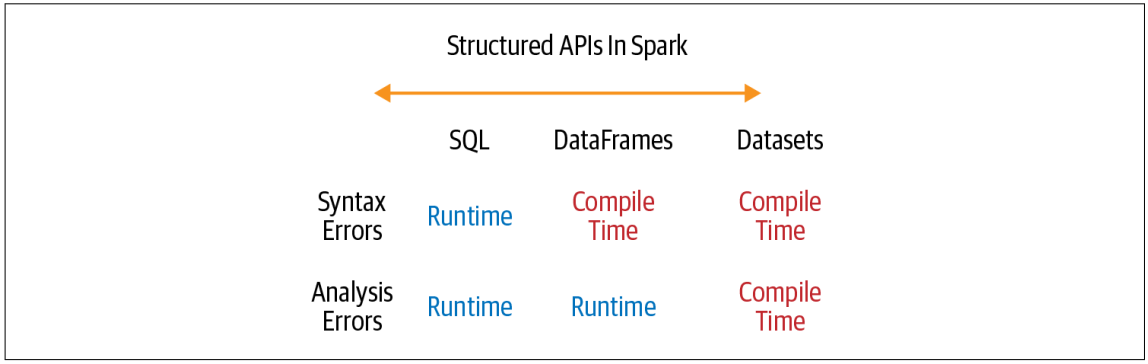 Structured APIs In Spark
SQL DataFrames Datasets
Syntax Errors Runtime Compile Time Compile Time
Analysis Errors Runtime Runtime Compile Time